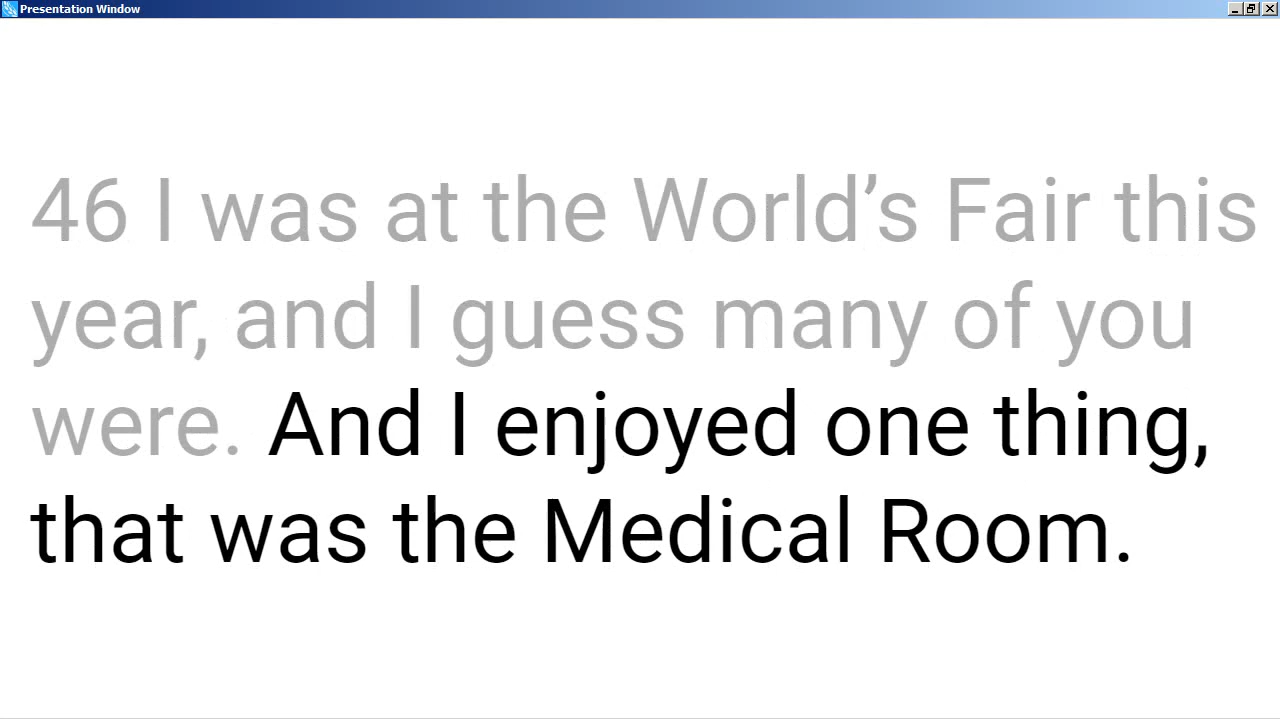 Presentation Window
46 I was at the World’s Fair this
year, and I guess many of you
were. And I enjoyed one thing,
that was the Medical Room.